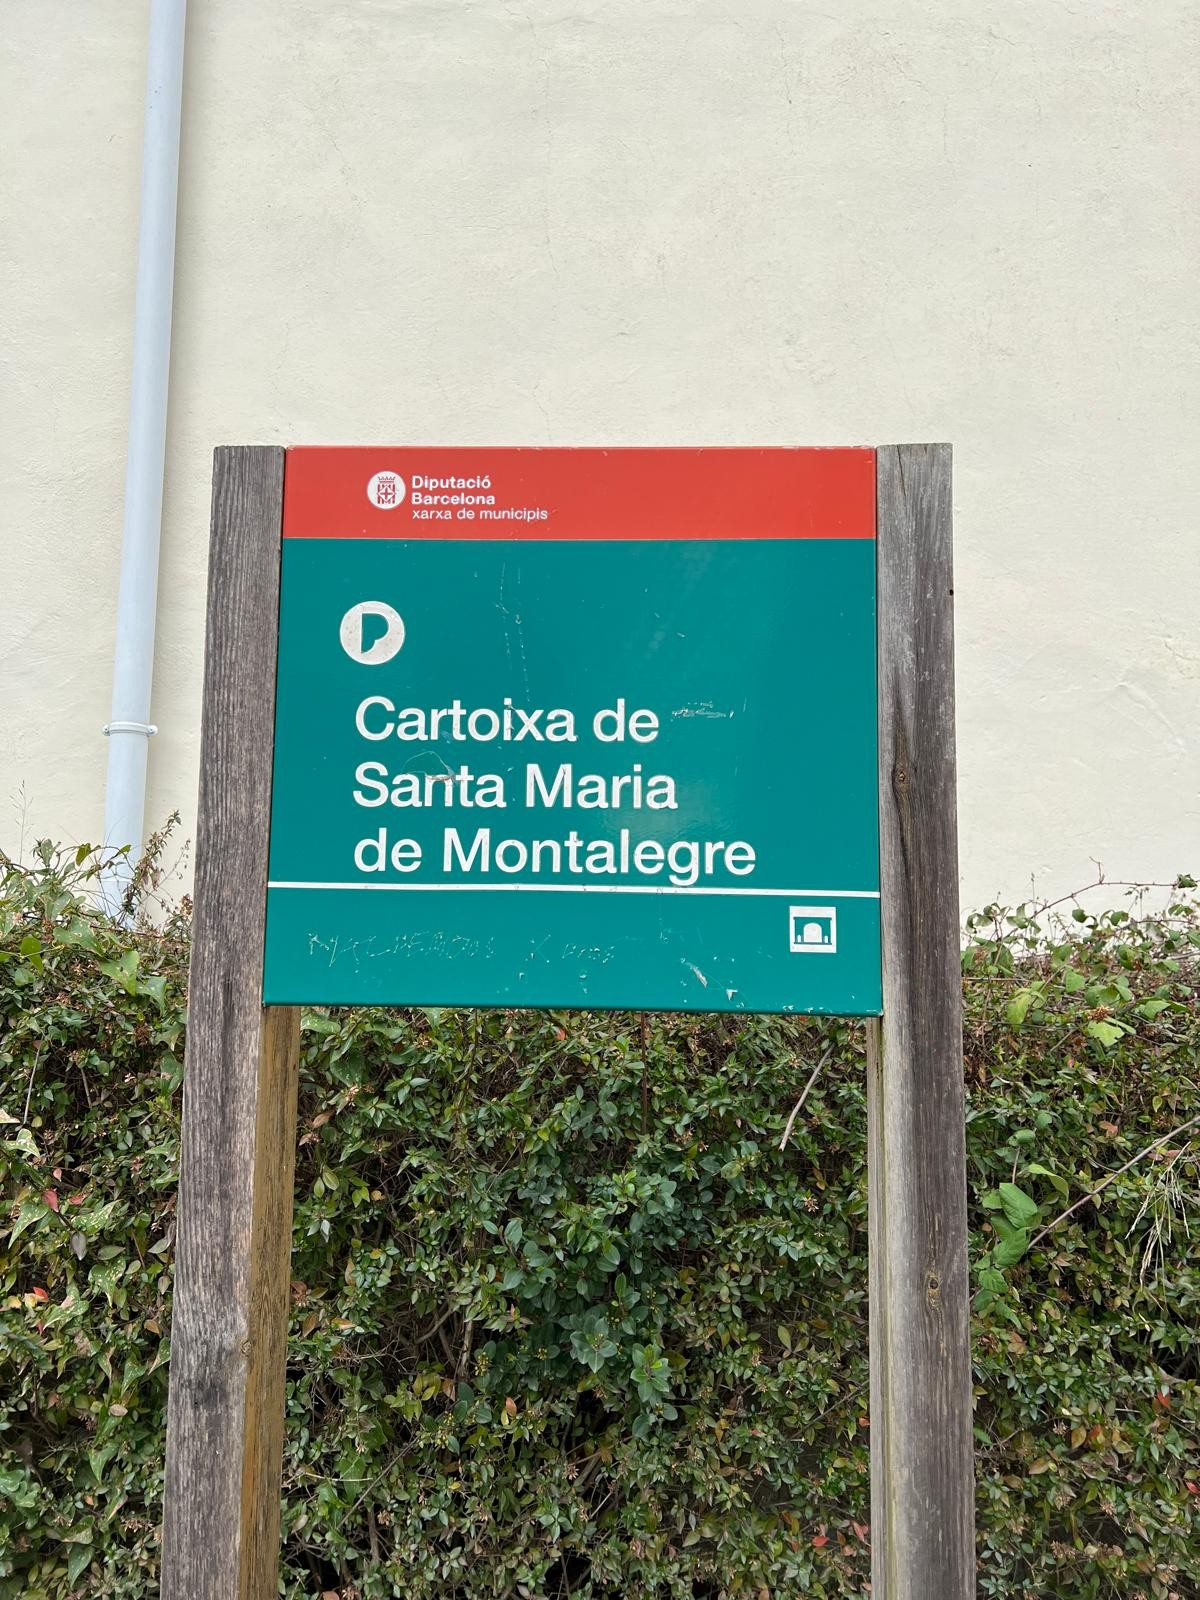 Diputació
Barcelona
xarxa de municipis
P
Cartoixa de
Santa Maria
de Montalegre